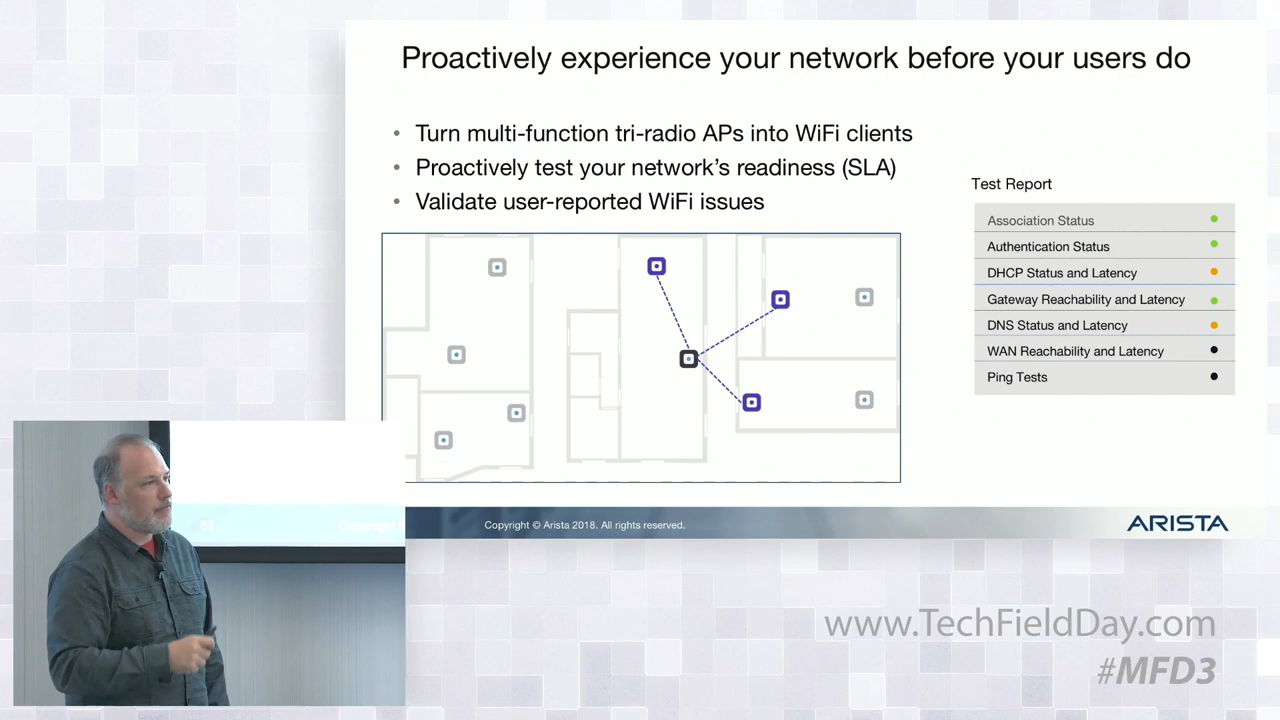 Proactively experience your network before your users do
• Turn multi-function tri-radio APs into WiFi clients
• Proactively test your network's readiness (SLA)
• Validate user-reported WiFi issues
Test Report
Association Status
Authentication Status
DHCP Status and Latency
Gateway Reachability and Latency
DNS Status and Latency
WAN Reachability and Latency
Ping Tests
53
Copyright ©
Copyright © Arista 2018. All rights reserved.
ARISTA
www.TechFieldDay.com
#MFD3